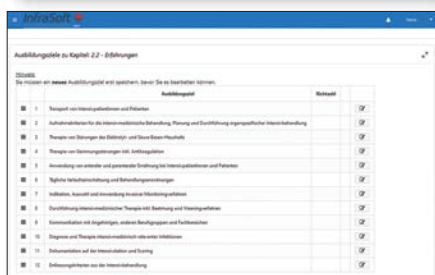 InfraSoft
Menü
Ausbildungsziele zu Kapitel: 2.2 - Erfahrungen
Hinweis:
Sie müssen ein neues Ausbildungsziel erst speichern, bevor Sie es bearbeiten können.
Ausbildungsziel Richtzahl
1 Transport von Intensivpatientinnen und Patienten
2 Aufnahmekriterien für die intensivmedizinische Behandlung, Planung und Durchführung organspezifischer Intensivbehandlung
3 Therapie von Störungen des Elektrolyt- und Säure-Basen-Haushalts
4 Therapie von Gerinnungsstörungen inkl. Antikoagulation
5 Anwendung von enteraler und parenteraler Ernährung bei Intensivpatientinnen und Patienten
6 Tägliche Verlaufseinschätzung und Behandlungsanordnungen
7 Indikation, Auswahl und Anwendung invasiver Monitoringverfahren
8 Durchführung intensivmedizinischer Therapie inkl. Beatmung und Weaningverfahren
9 Kommunikation mit Angehörigen, anderen Berufsgruppen und Fachbereichen
10 Diagnose und Therapie intensivmedizinisch relevanter Infektionen
11 Dokumentation auf der Intensivstation und Scoring
12 Entlassungskriterien aus der Intensivbehandlung